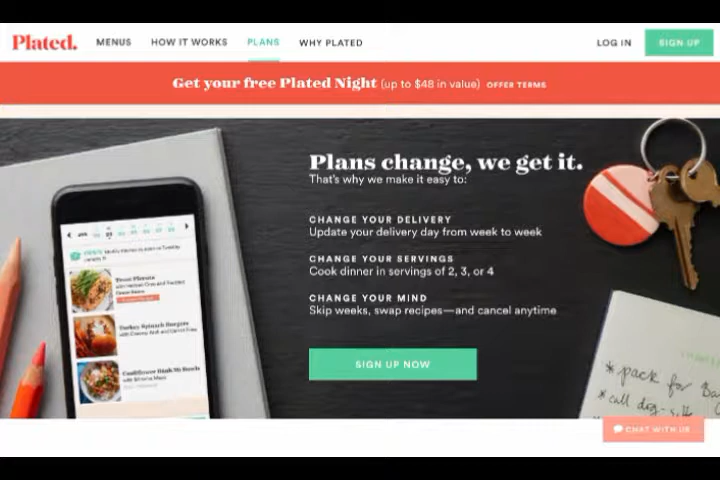 Plated.
MENUS
HOW IT WORKS
PLANS
WHY PLATED
LOG IN
SIGN UP
Get your free Plated Night (up to $48 in value) OFFER TERMS
Plans change, we get it.
That's why we make it easy to:
CHANGE YOUR DELIVERY
Update your delivery day from week to week
CHANGE YOUR SERVINGS
Cook dinner in servings of 2, 3, or 4
CHANGE YOUR MIND
Skip weeks, swap recipes—and cancel anytime
SIGN UP NOW
Turkey Spinach Burgers
* pack for
* call dog-
CHAT WITH US